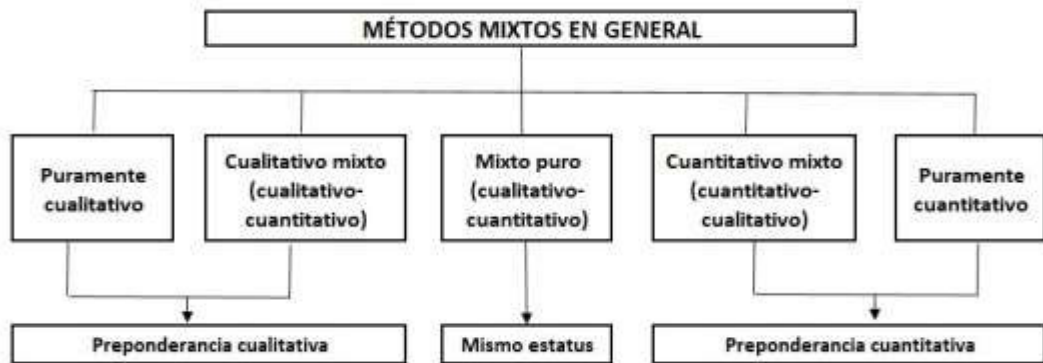 MÉTODOS MIXTOS EN GENERAL
Puramente
cualitativo
Cualitativo mixto
(cualitativo-
cuantitativo)
Mixto puro
(cualitativo-
cuantitativo)
Cuantitativo mixto
(cuantitativo-
cualitativo)
Puramente
cuantitativo
Preponderancia cualitativa
Mismo estatus
Preponderancia cuantitativa